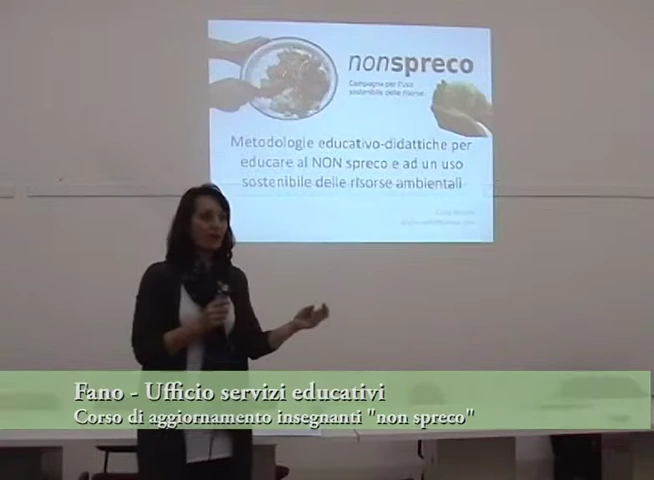 nonspreco
Campagna per l'uso
sostenibile delle risorse
Metodologie educativo-didattiche per
educare al NON spreco e ad un uso
sostenibile delle risorse ambientali
Fano - Ufficio servizi educativi
Corso di aggiornamento insegnanti "non spreco"